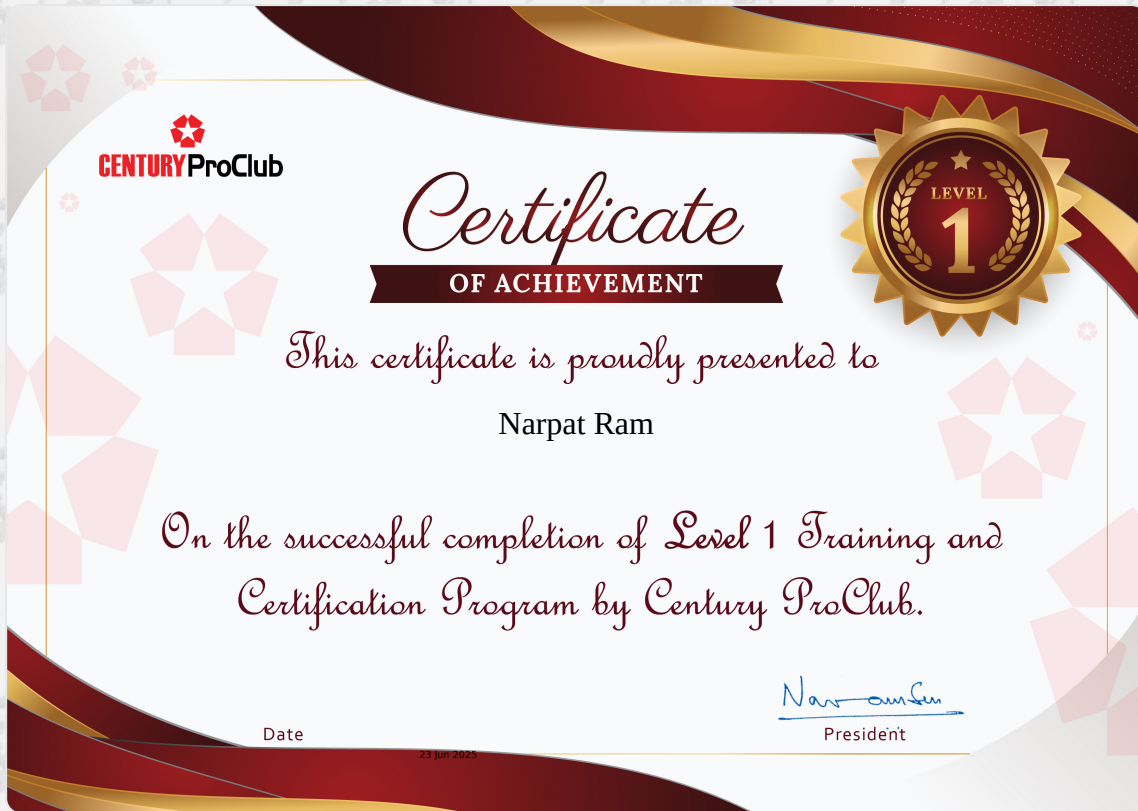 CENTURY ProClub
LEVEL
1
Certificate
OF ACHIEVEMENT
This certificate is proudly presented to
Narpat Ram
On the successful completion of Level 1 Training and
Certification Program by Century ProClub.
Date
President
23 Jun 2025